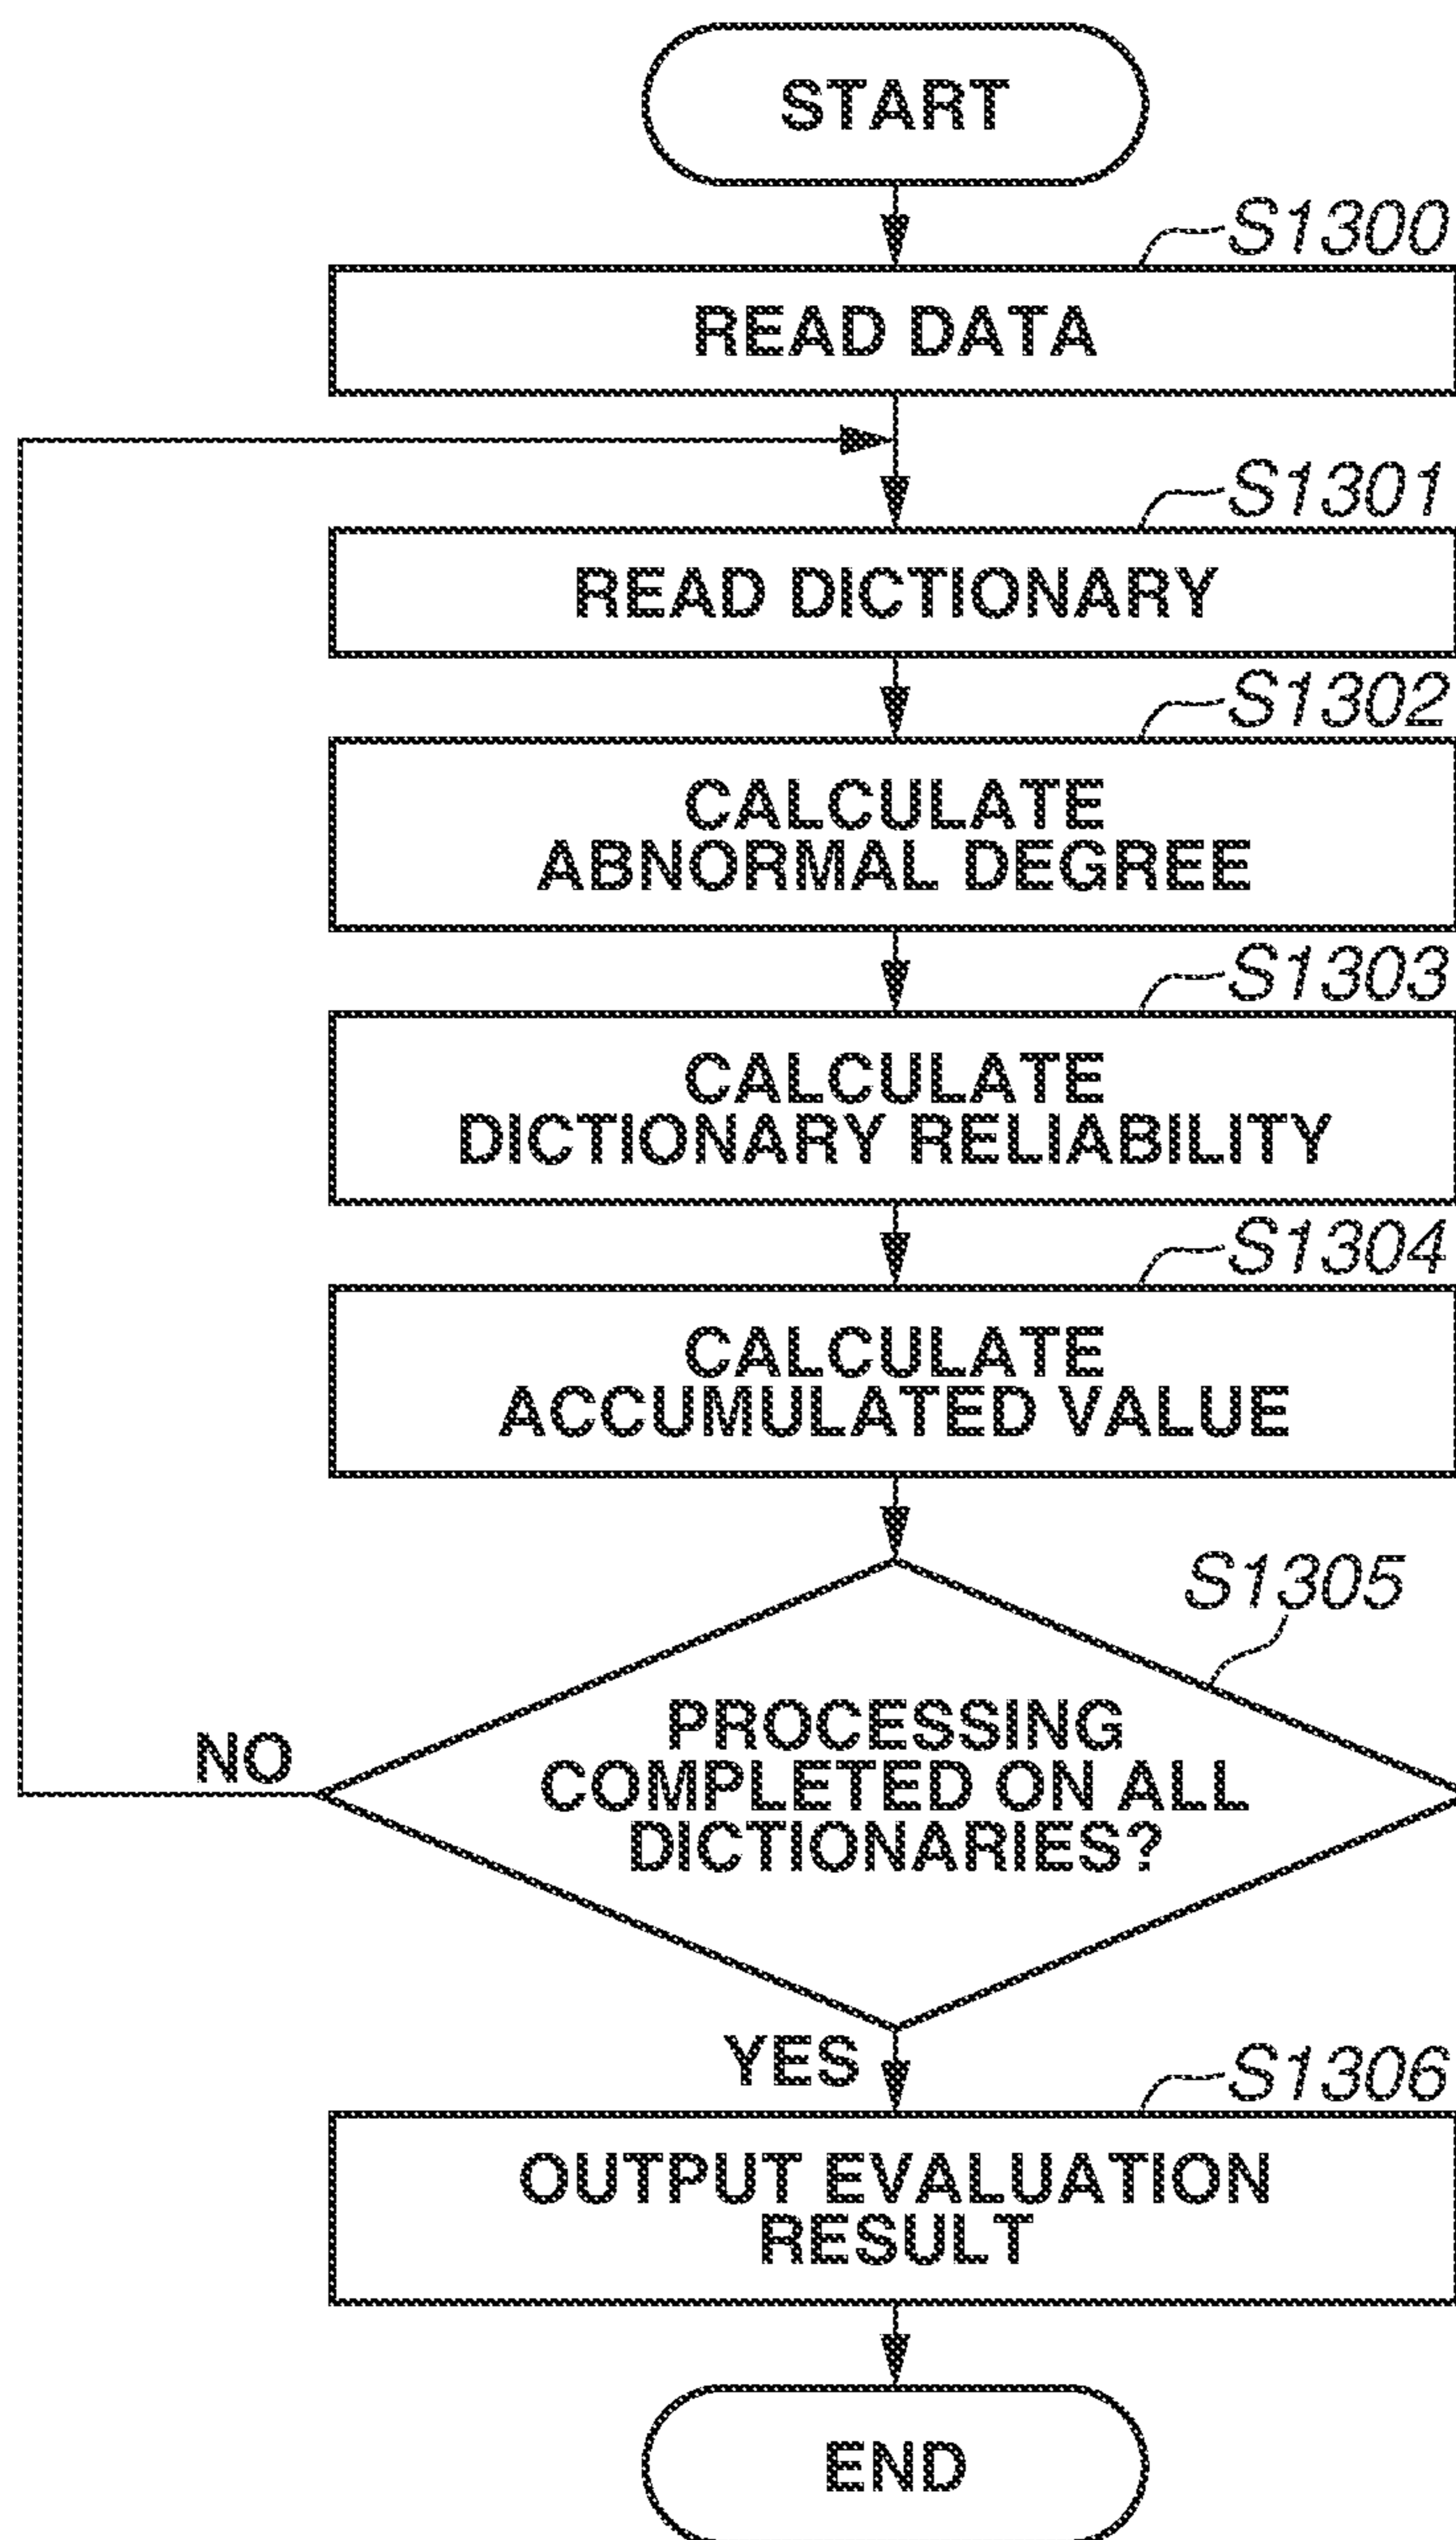 START
S1300
READ DATA
S1301
READ DICTIONARY
S1302
CALCULATE
ABNORMAL DEGREE
S1303
CALCULATE
DICTIONARY RELIABILITY
S1304
CALCULATE
ACCUMULATED VALUE
S1305
PROCESSING
COMPLETED ON ALL
DICTIONARIES?
NO
YES
S1306
OUTPUT EVALUATION
RESULT
END